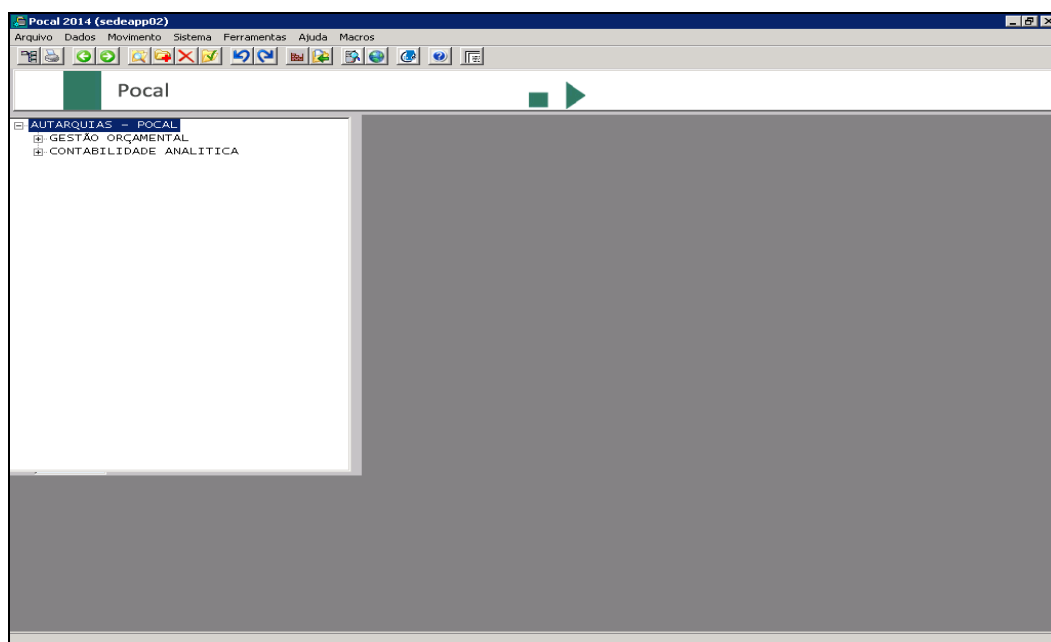 Pocal 2014 (sedeapp02)
Arquivo Dados Movimento Sistema Ferramentas Ajuda Macros
Pocal
AUTARQUIAS – POCAL
GESTÃO ORÇAMENTAL
CONTABILIDADE ANALITICA